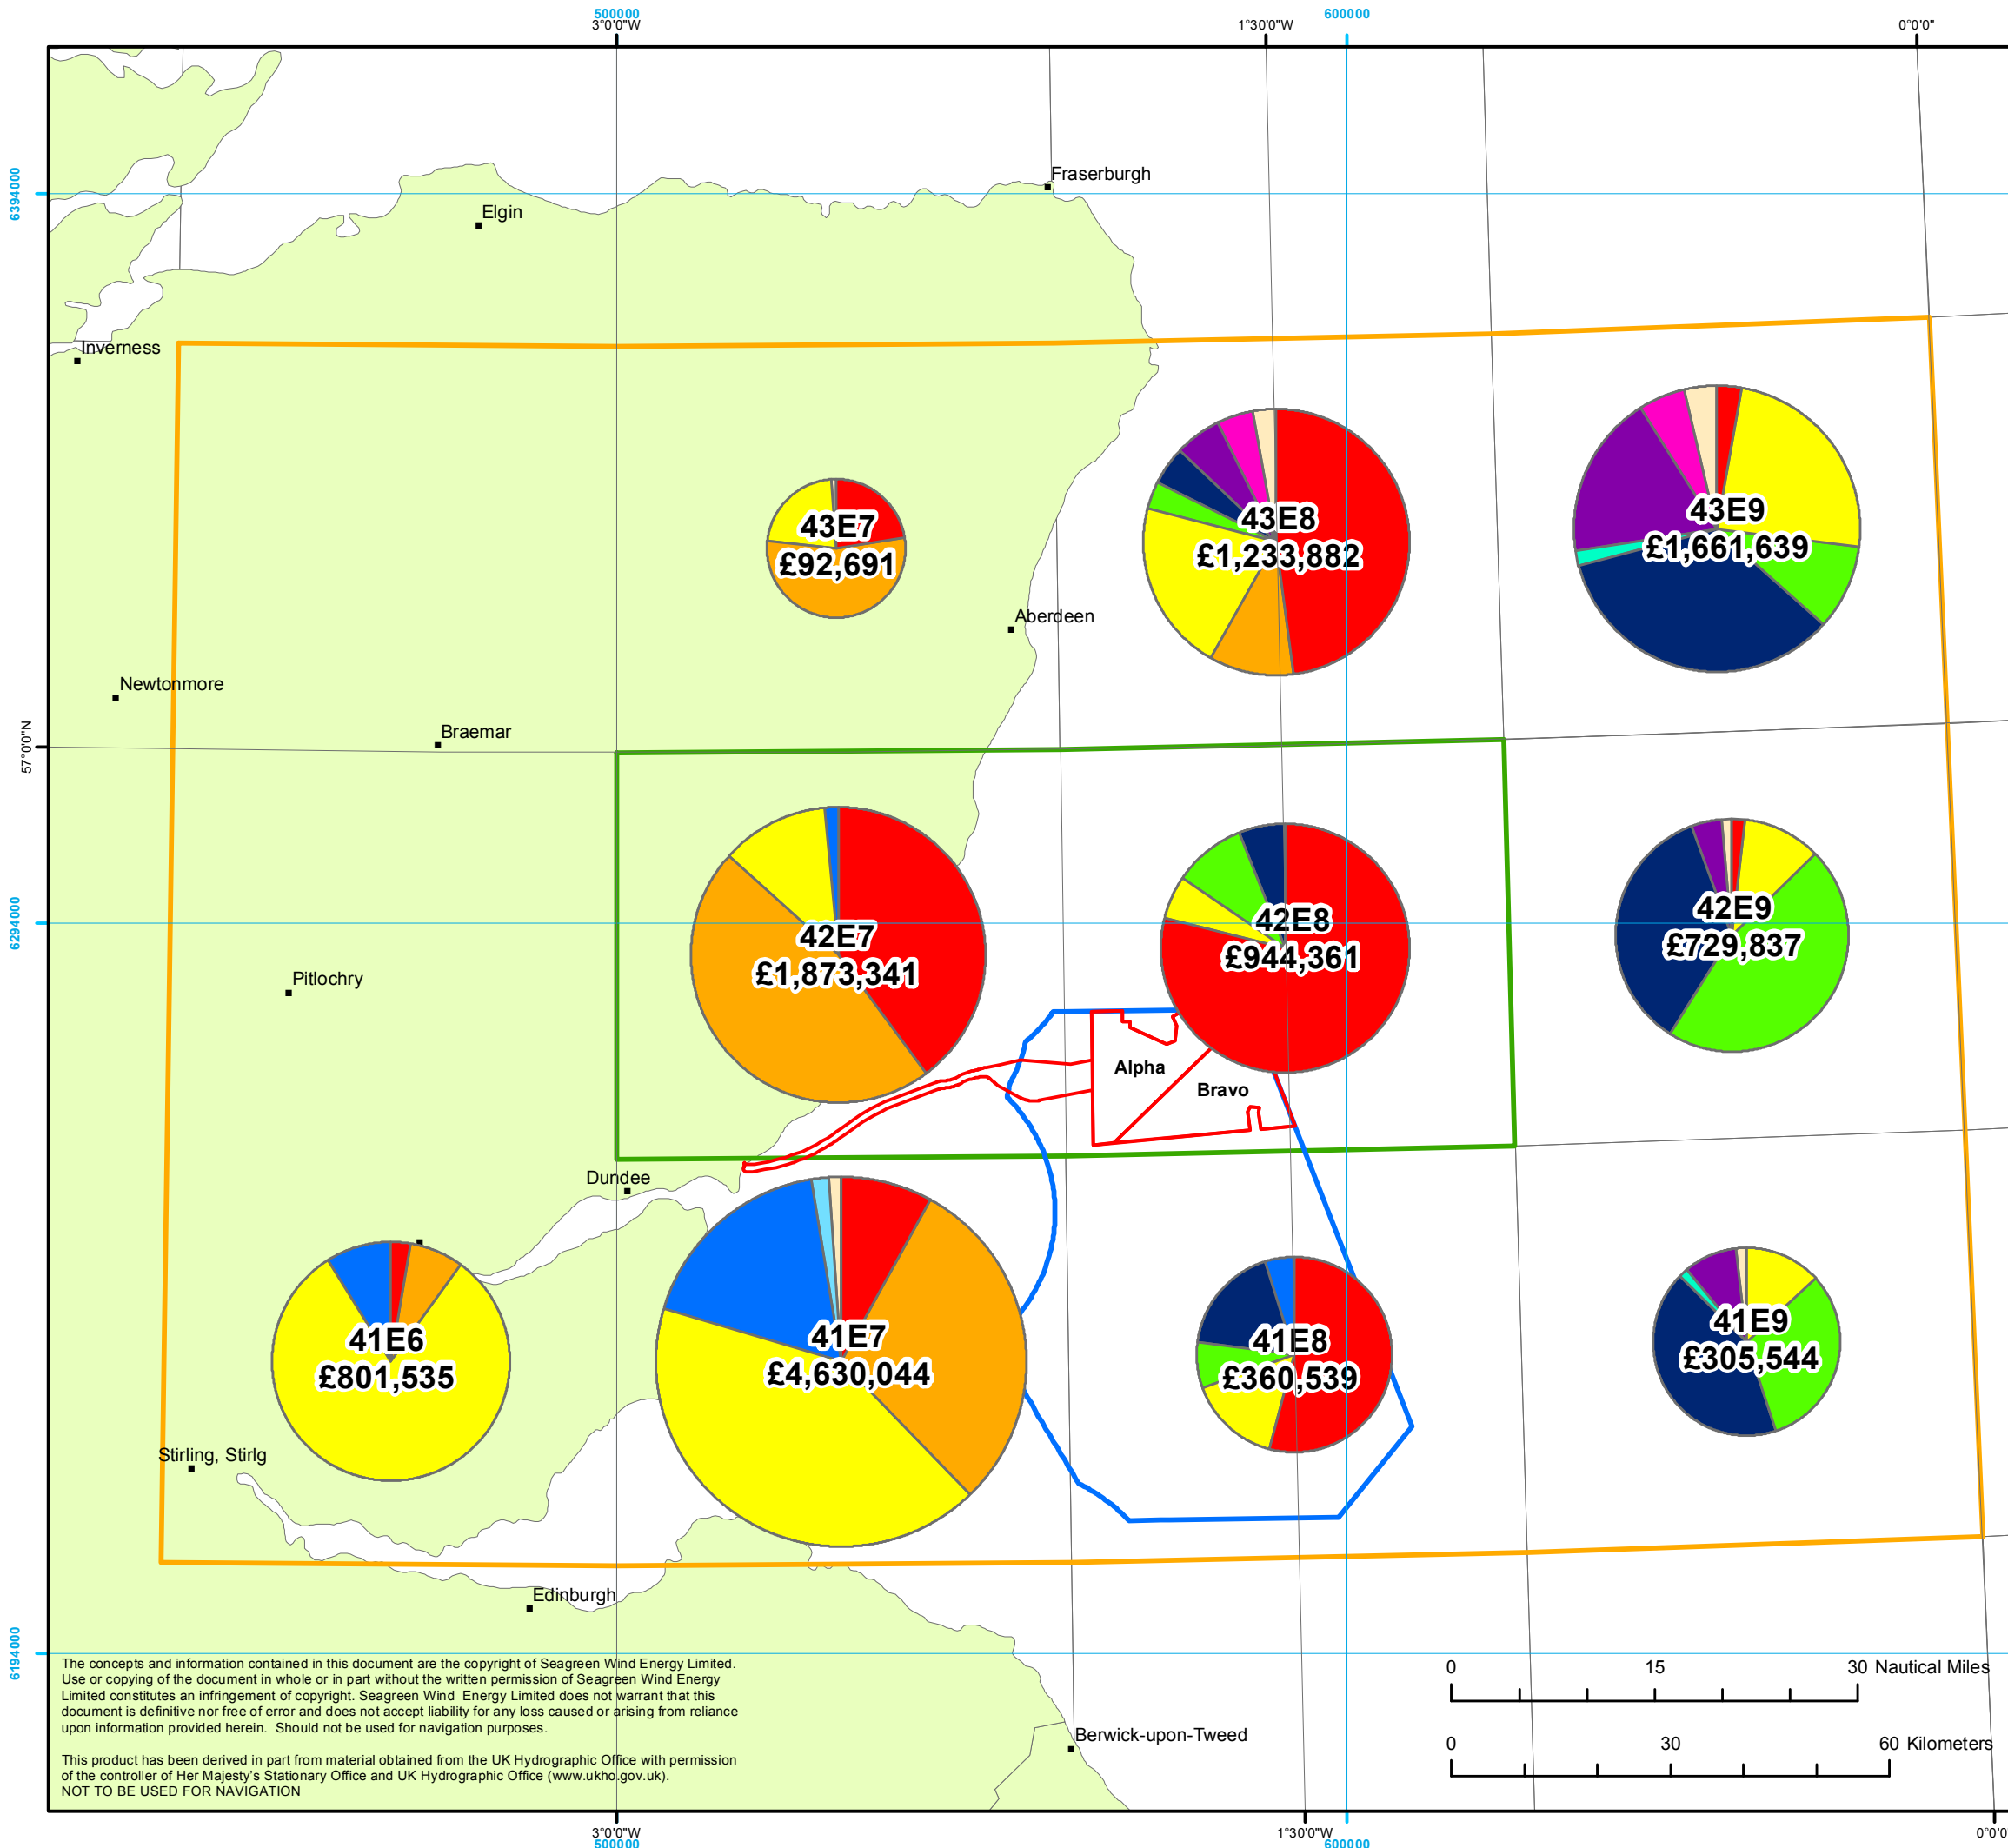 500000
600000
3°0'0"W
1°30'0"W
0°0'0"
6394000
Fraserburgh
Elgin
Inverness
43E7
£92,691
43E8
£1,233,882
43E9
£1,661,639
Aberdeen
Newtonmore
Braemar
57°0'0"N
42E7
£1,873,341
42E8
£944,361
42E9
£729,837
6294000
Pitlochry
Alpha
Bravo
Dundee
41E6
£801,535
41E7
£4,630,044
41E8
£360,539
41E9
£305,544
Stirling, Stirlg
Edinburgh
6194000
The concepts and information contained in this document are the copyright of Seagreen Wind Energy Limited.
Use or copying of the document in whole or in part without the written permission of Seagreen Wind Energy
Limited constitutes an infringement of copyright. Seagreen Wind Energy Limited does not warrant that this
document is definitive nor free of error and does not accept liability for any loss caused or arising from reliance
upon information provided herein. Should not be used for navigation purposes.
This product has been derived in part from material obtained from the UK Hydrographic Office with permission
of the controller of Her Majesty's Stationary Office and UK Hydrographic Office (www.ukho.gov.uk).
NOT TO BE USED FOR NAVIGATION
Berwick-upon-Tweed
0 15 30 Nautical Miles
0 30 60 Kilometers
3°0'0"W
1°30'0"W
500000
600000